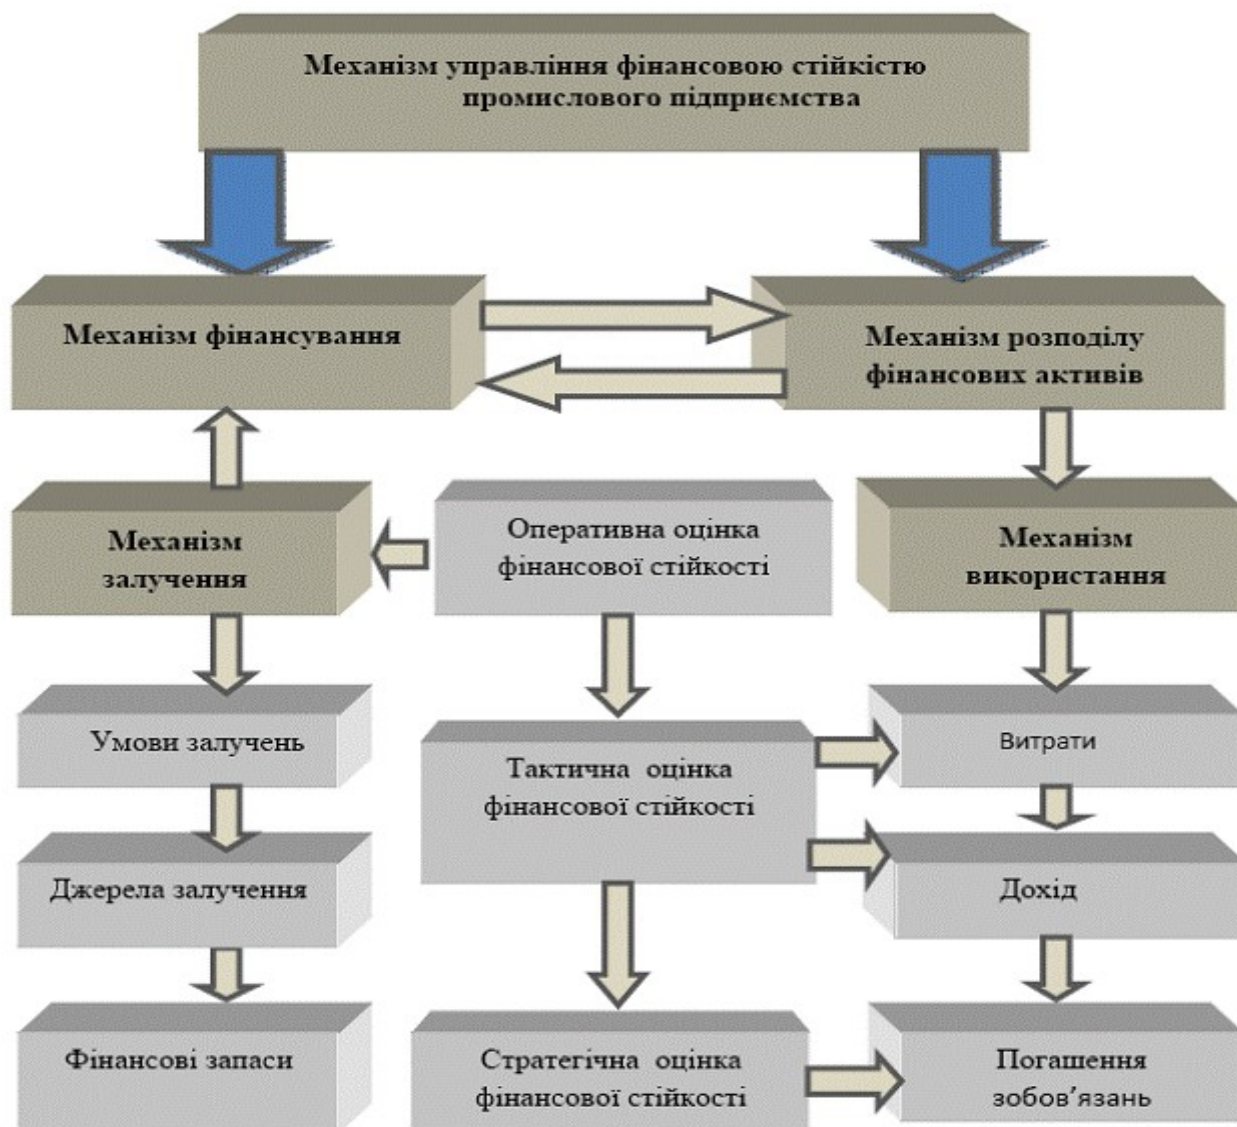 Механізм управління фінансовою стійкістю
промислового підприємства
Механізм фінансування
Механізм розподілу
фінансових активів
Механізм
залучення
Оперативна оцінка
фінансової стійкості
Механізм
використання
Умови залучень
Тактична оцінка
фінансової стійкості
Витрати
Джерела залучення
Дохід
Фінансові запаси
Стратегічна оцінка
фінансової стійкості
Погашення
зобов’язань